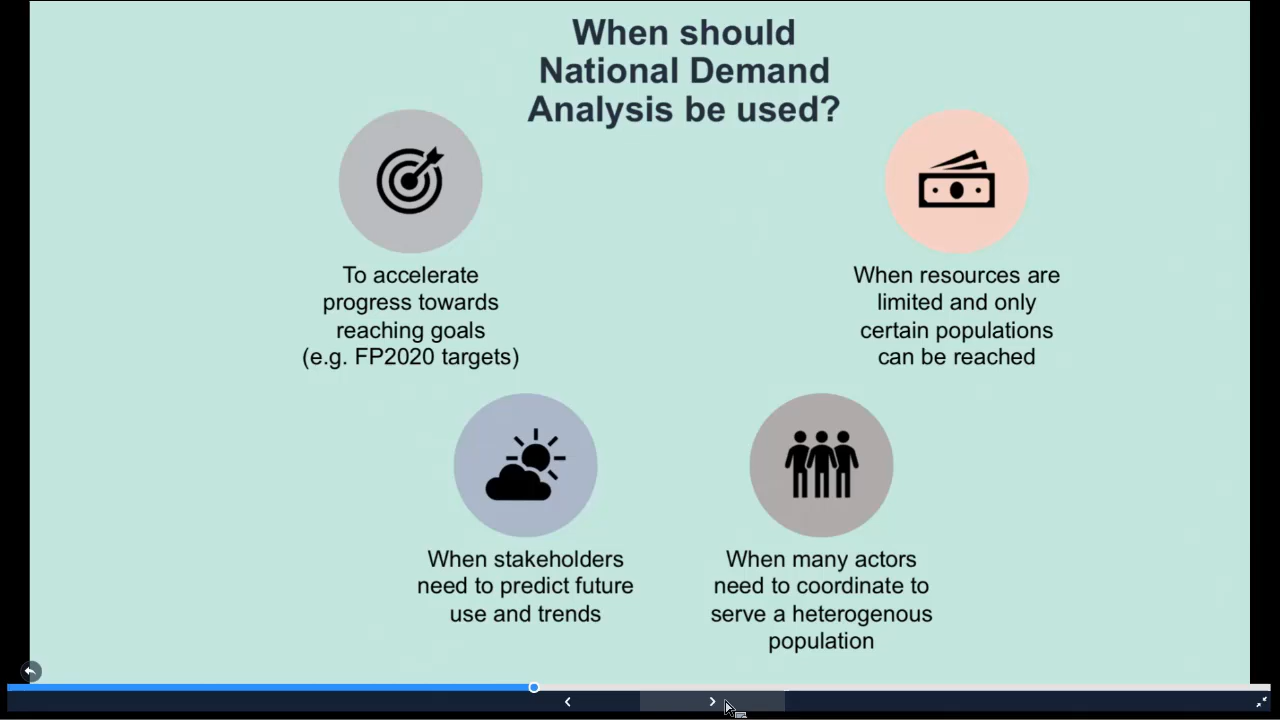 When should
National Demand
Analysis be used?
To accelerate
progress towards
reaching goals
(e.g. FP2020 targets)
When resources are
limited and only
certain populations
can be reached
When stakeholders
need to predict future
use and trends
When many actors
need to coordinate to
serve a heterogenous
population